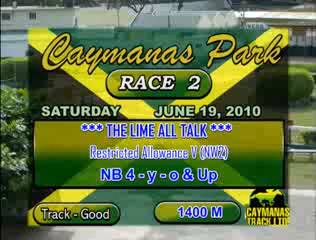 Caymanas Park
RACE 2
SATURDAY JUNE 19, 2010
*** THE LIME ALL TALK ***
Restricted Allowance V (NW2)
NB 4 - y - o & Up
Track - Good
1400 M
CAYMANAS
TRACK LTD